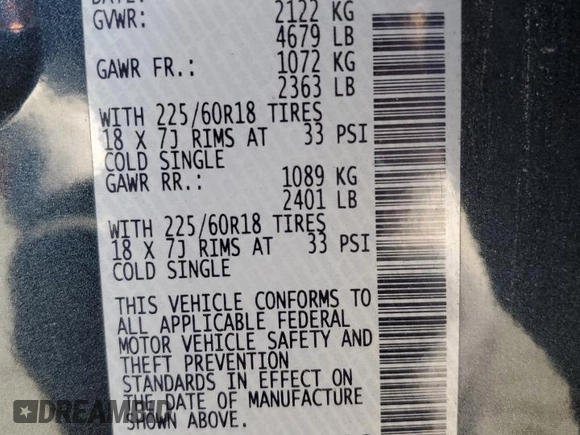 DATE:
GVWR: 2122 KG
4679 LB
GAWR FR.: 1072 KG
2363 LB
WITH 225/60R18 TIRES
18 X 7J RIMS AT 33 PSI
COLD SINGLE
GAWR RR.: 1089 KG
2401 LB
WITH 225/60R18 TIRES
18 X 7J RIMS AT 33 PSI
COLD SINGLE
THIS VEHICLE CONFORMS TO
ALL APPLICABLE FEDERAL
MOTOR VEHICLE SAFETY AND
THEFT PREVENTION
STANDARDS IN EFFECT ON
THE DATE OF MANUFACTURE
SHOWN ABOVE.
DREAMBID